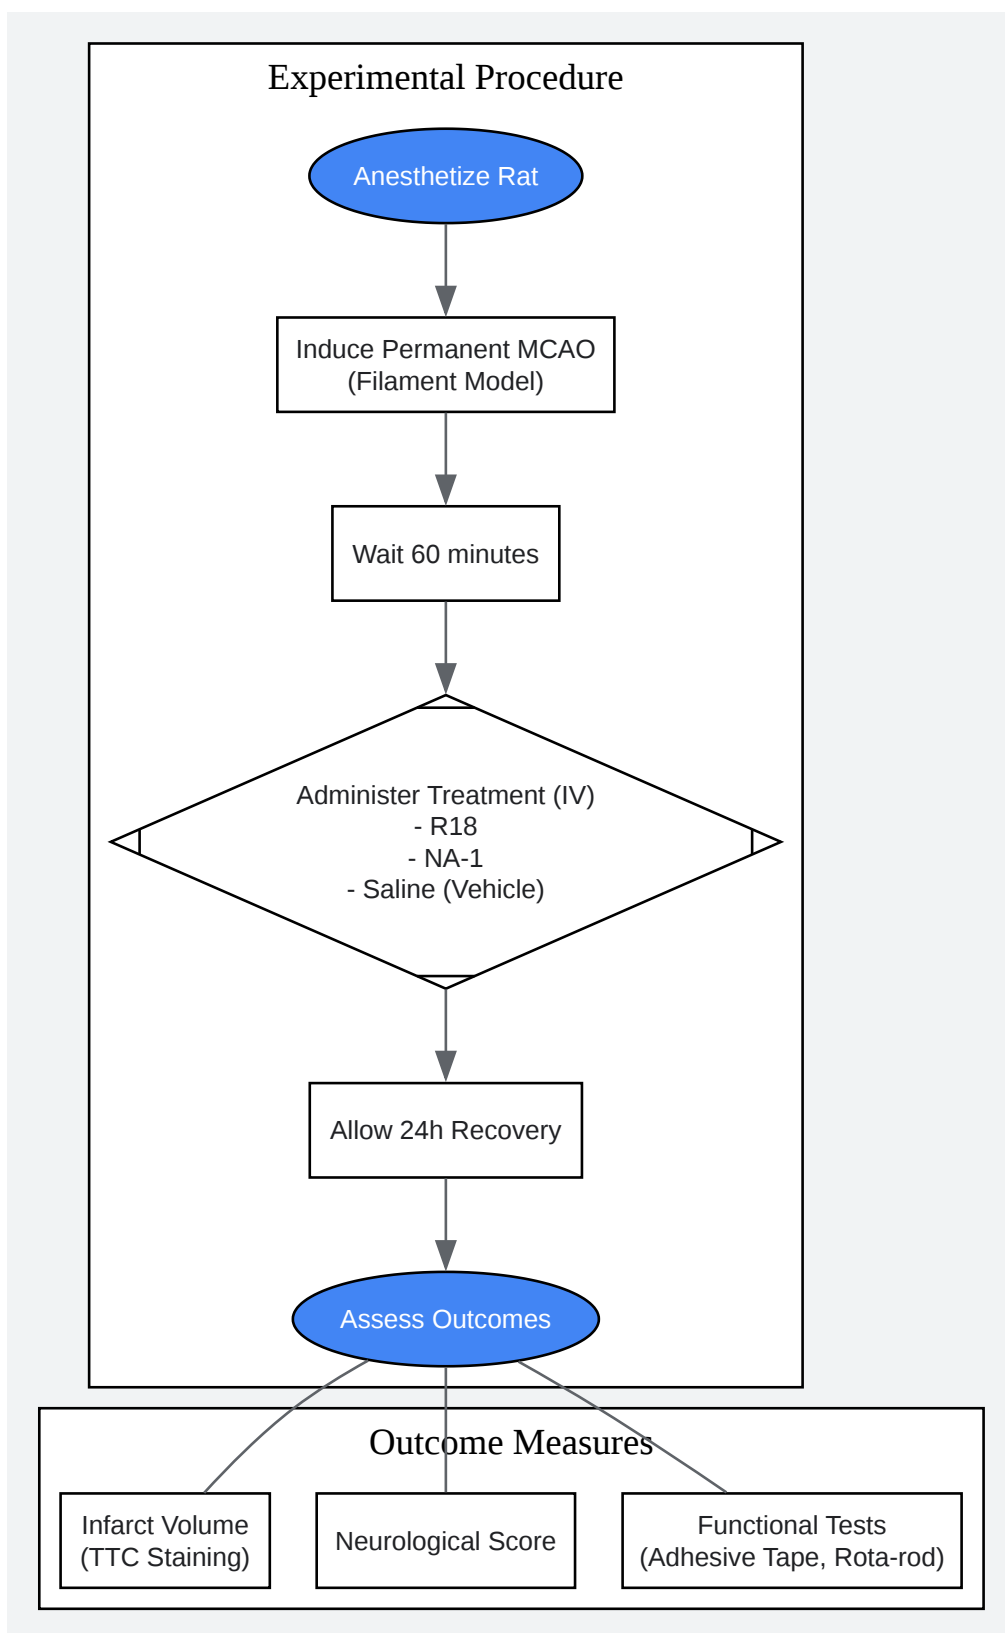 Experimental Procedure
Anesthetize Rat
Induce Permanent MCAO
(Filament Model)
Wait 60 minutes
Administer Treatment (IV)
- R18
- NA-1
- Saline (Vehicle)
Allow 24h Recovery
Assess Outcomes
Outcome Measures
Infarct Volume
(TTC Staining)
Neurological Score
Functional Tests
(Adhesive Tape, Rota-rod)